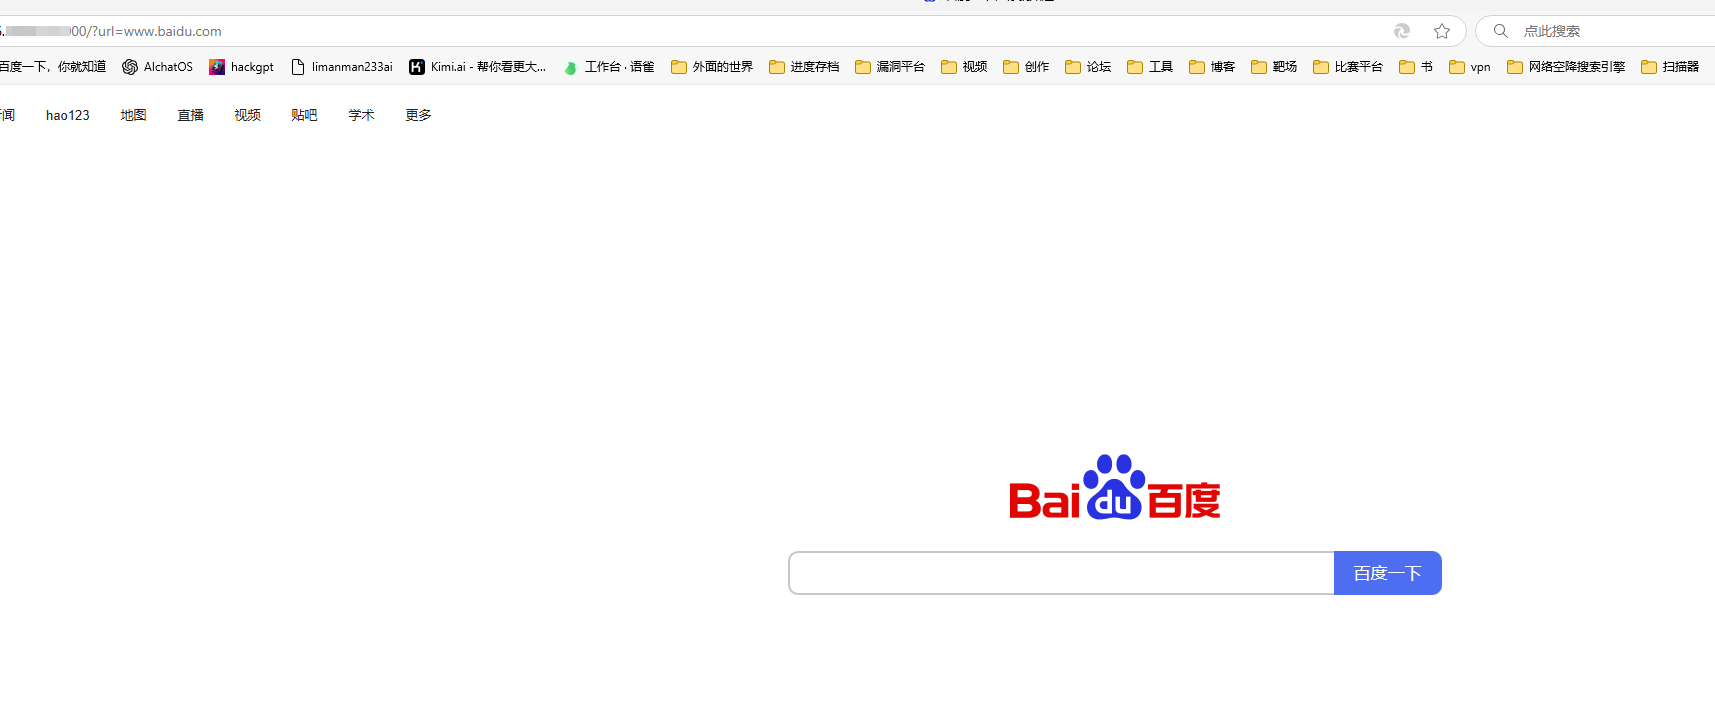 000/?url=www.baidu.com
点此搜索
百度一下，你就知道 AIchatOS hackgpt limanman233ai Kimi.ai - 帮你看更大... 工作台 · 语雀 外面的世界 进度存档 漏洞平台 视频 创作 论坛 工具 博客 靶场 比赛平台 书 vpn 网络空降搜索引擎 扫描器
闻 hao123 地图 直播 视频 贴吧 学术 更多
Bai du 百度
百度一下